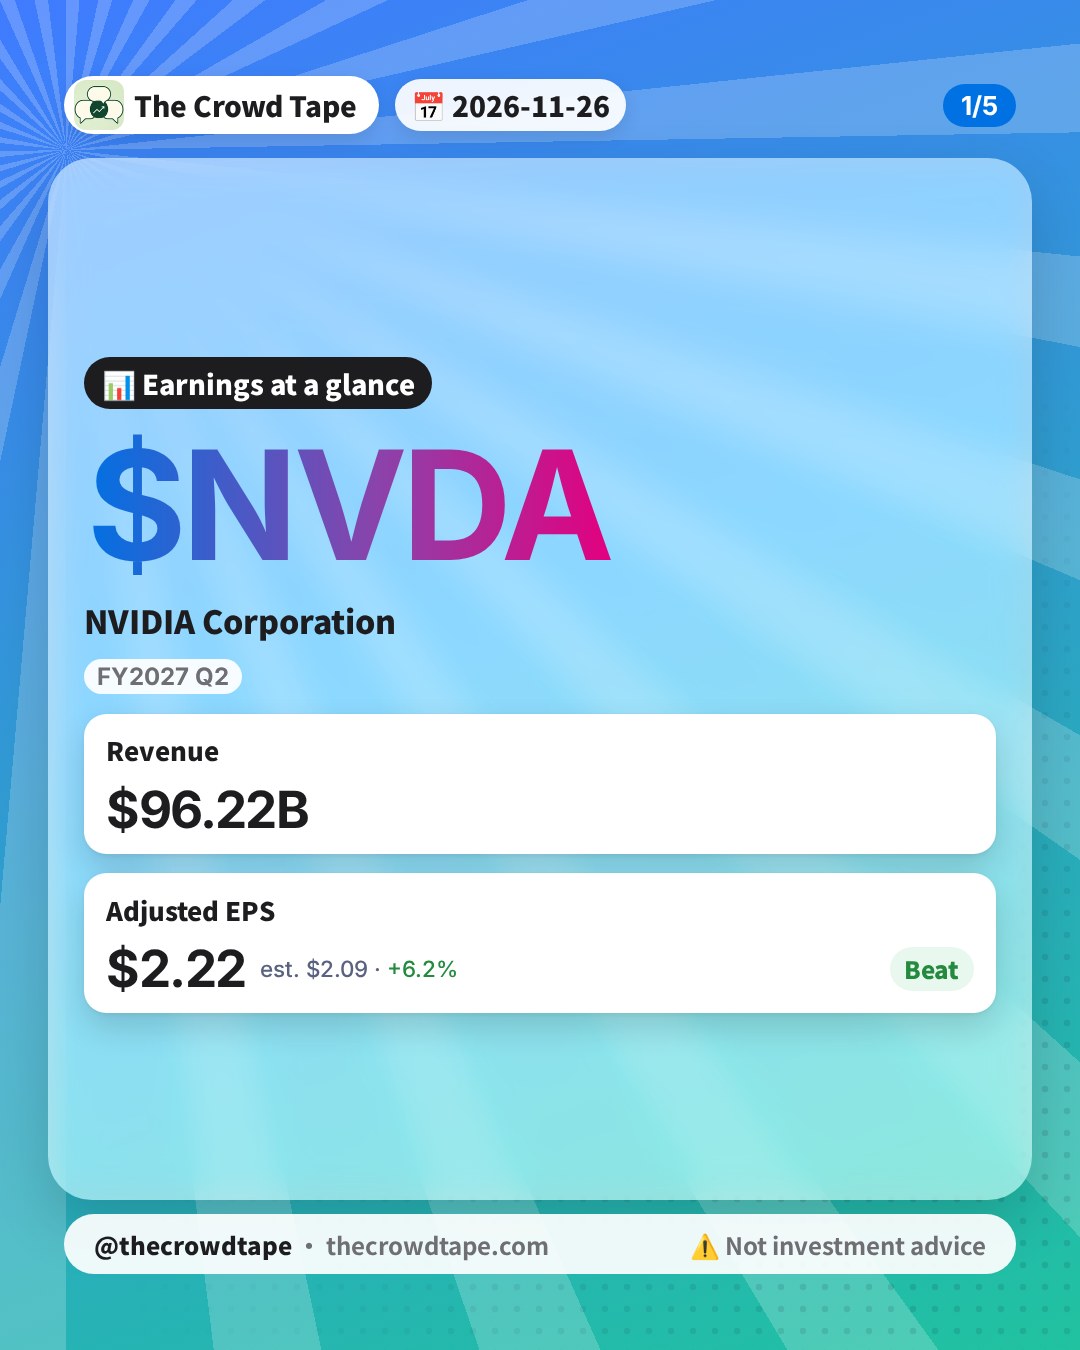 The Crowd Tape
📅 2026-11-26
1/5
📊 Earnings at a glance
$NVDA
NVIDIA Corporation
FY2027 Q2
Revenue
$96.22B
Adjusted EPS
$2.22 est. $2.09 · +6.2%
Beat
@thecrowdtape • thecrowdtape.com
⚠️ Not investment advice